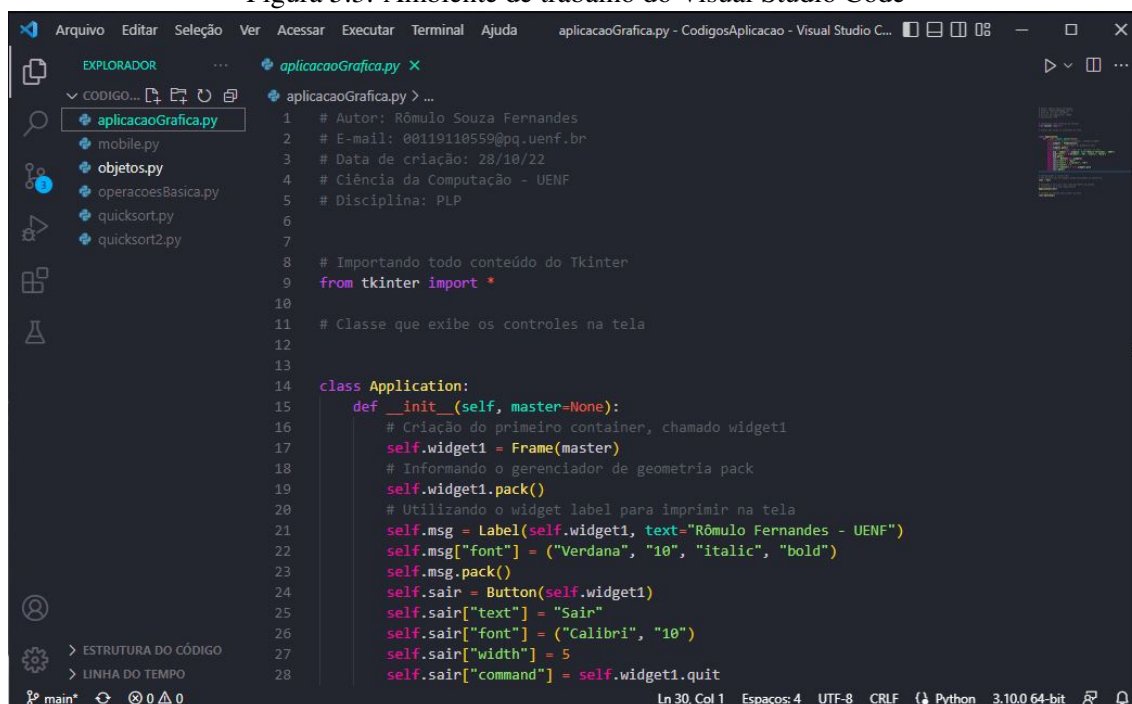 Figura 3.3: Ambiente de trabalho do Visual Studio Code
Arquivo Editar Seleção Ver Acessar Executar Terminal Ajuda aplicacaoGrafica.py - CodigosAplicacao - Visual Studio C...
EXPLORADOR ...
CODIGO...
aplicacaoGrafica.py
mobile.py
objetos.py
operacoesBasica.py
quicksort.py
quicksort2.py
3
ESTRUTURA DO CÓDIGO
LINHA DO TEMPO
aplicacaoGrafica.py
aplicacaoGrafica.py > ...
1 # Autor: Rômulo Souza Fernandes
2 # E-mail: 00119110559@pq.uenf.br
3 # Data de criação: 28/10/22
4 # Ciência da Computação - UENF
5 # Disciplina: PLP
6
7
8 # Importando todo conteúdo do Tkinter
9 from tkinter import *
10
11 # Classe que exibe os controles na tela
12
13
14 class Application:
15 def __init__(self, master=None):
16 # Criação do primeiro container, chamado widget1
17 self.widget1 = Frame(master)
18 # Informando o gerenciador de geometria pack
19 self.widget1.pack()
20 # Utilizando o widget label para imprimir na tela
21 self.msg = Label(self.widget1, text="Rômulo Fernandes - UENF")
22 self.msg["font"] = ("Verdana", "10", "italic", "bold")
23 self.msg.pack()
24 self.sair = Button(self.widget1)
25 self.sair["text"] = "Sair"
26 self.sair["font"] = ("Calibri", "10")
27 self.sair["width"] = 5
28 self.sair["command"] = self.widget1.quit
main* 0 0 Ln 30, Col 1 Espaços: 4 UTF-8 CRLF Python 3.10.0 64-bit